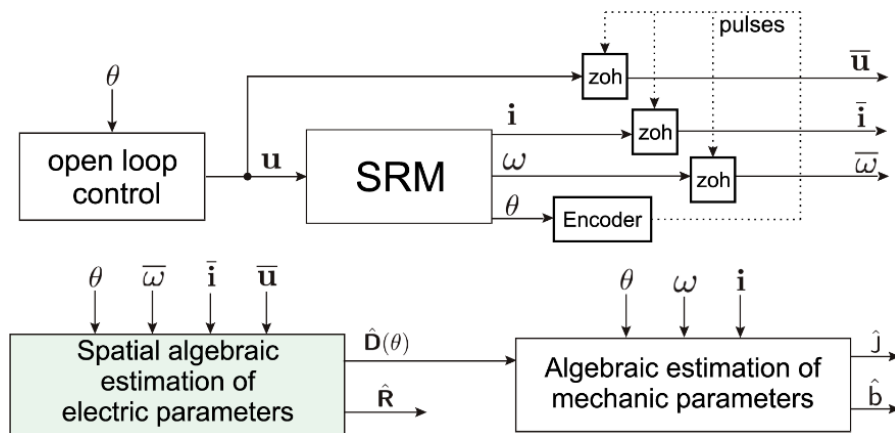 pulses
θ
zoh
u̅
i
zoh
i̅
open loop
control
u
SRM
ω
zoh
ω̅
θ
Encoder
θ
ω̅
i̅
u̅
θ
ω
i
Spatial algebraic
estimation of
electric parameters
D̂(θ)
R̂
Algebraic estimation of
mechanic parameters
Ĵ
b̂